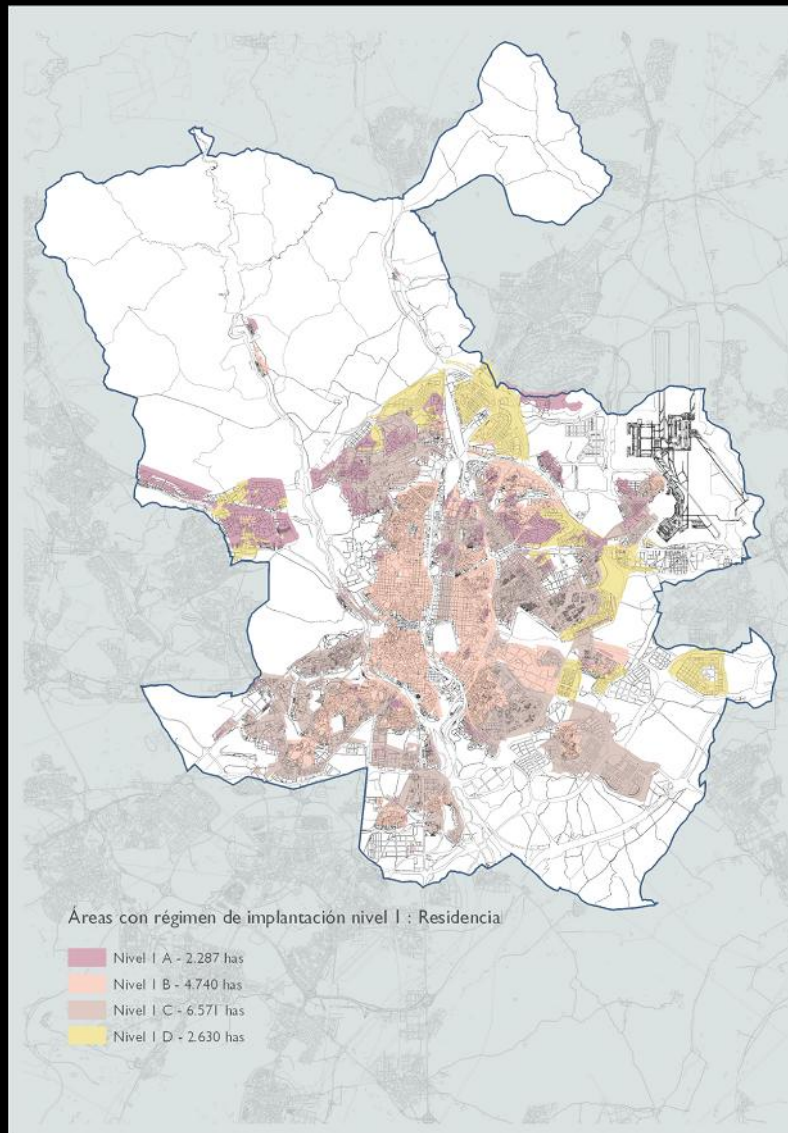 Áreas con régimen de implantación nivel 1 : Residencia
Nivel 1 A - 2.287 has
Nivel 1 B - 4.740 has
Nivel 1 C - 6.571 has
Nivel 1 D - 2.630 has